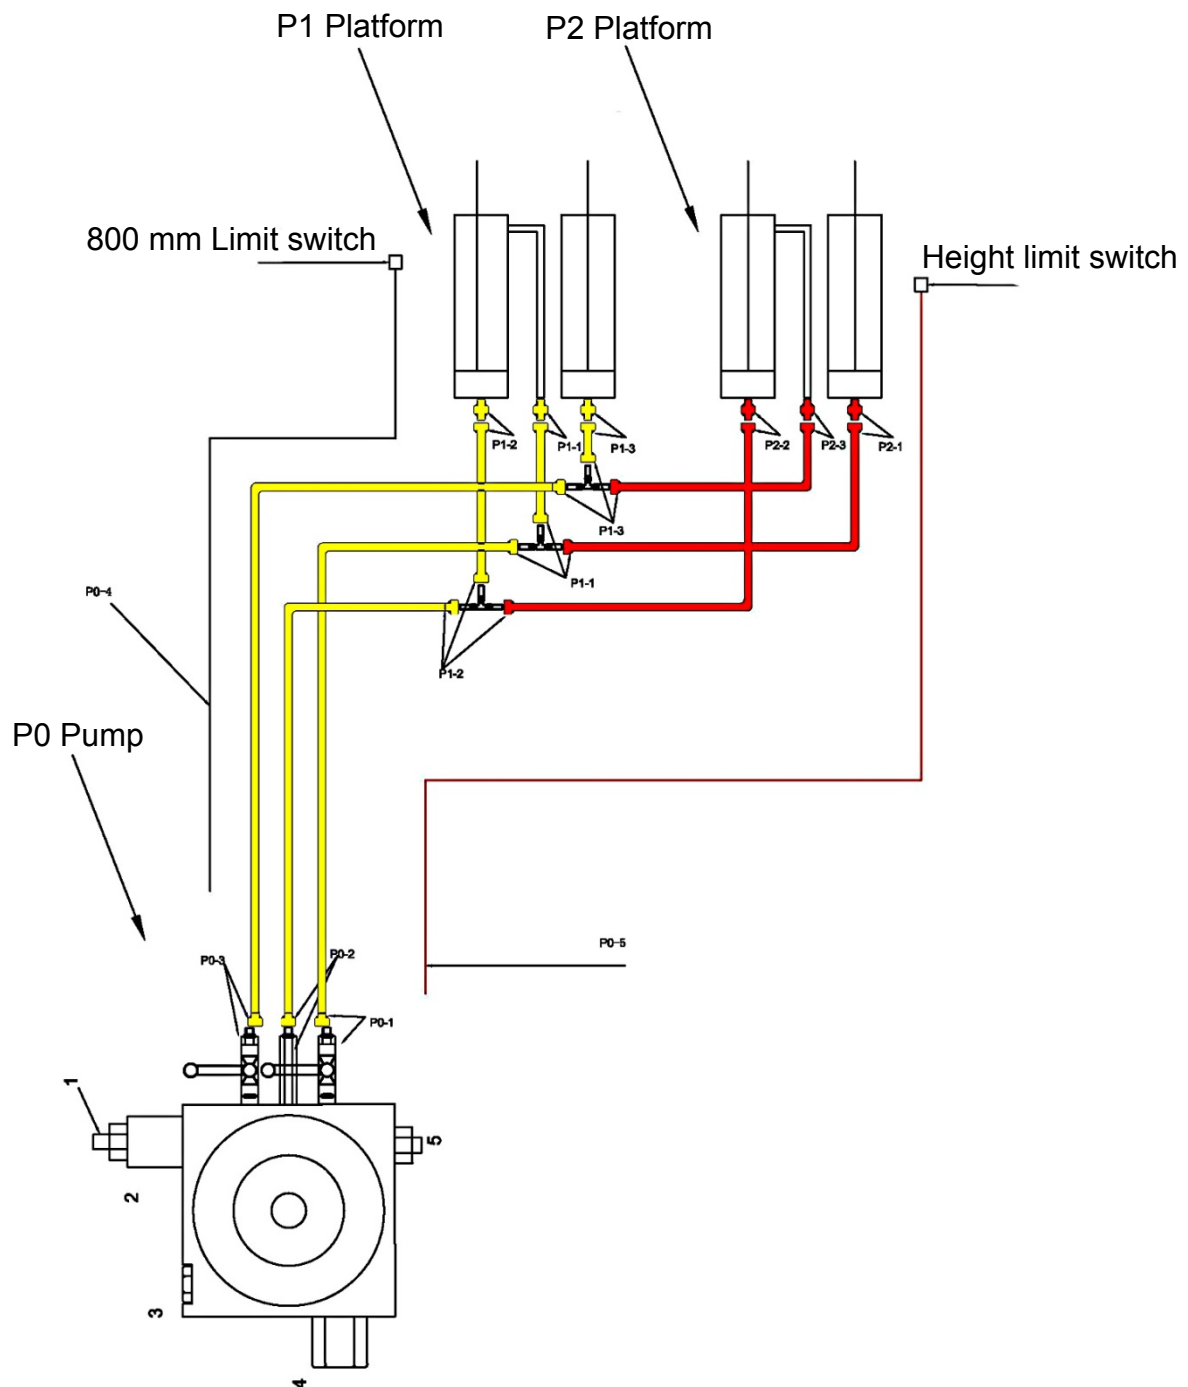 P1 Platform
P2 Platform
800 mm Limit switch
Height limit switch
P1-2
P1-1
P1-3
P2-2
P2-3
P2-1
P1-3
P1-1
P0-4
P1-2
P0 Pump
P0-3
P0-2
P0-5
P0-1
1
5
2
3
4